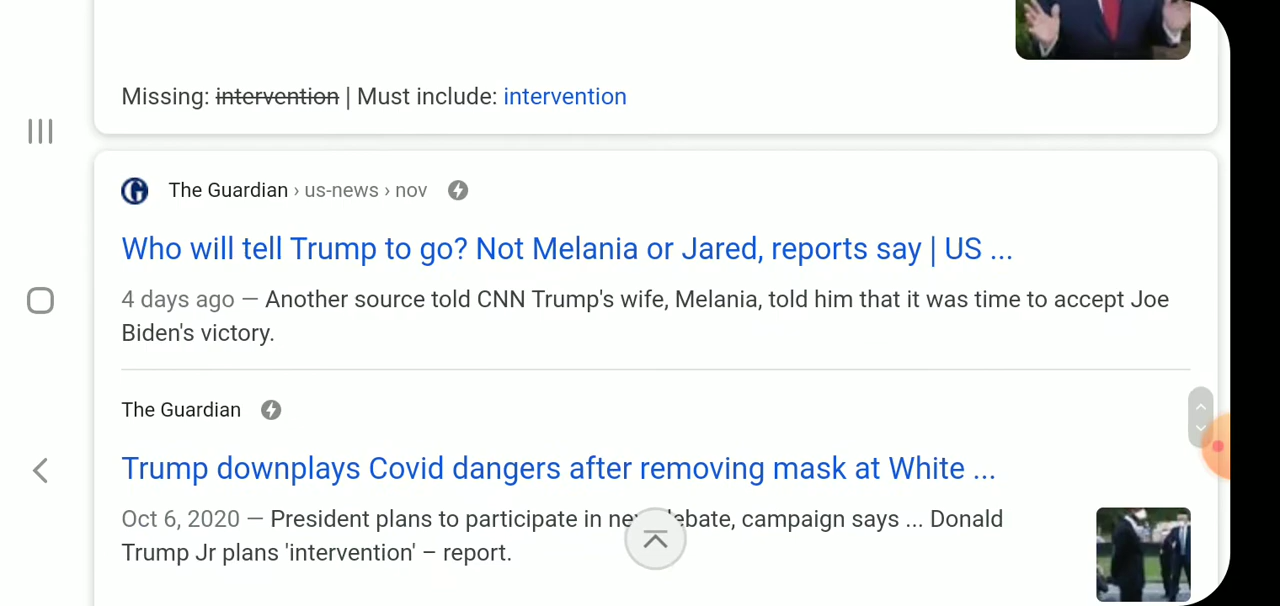 Missing: intervention | Must include: intervention
The Guardian › us-news › nov
Who will tell Trump to go? Not Melania or Jared, reports say | US ...
4 days ago — Another source told CNN Trump's wife, Melania, told him that it was time to accept Joe
Biden's victory.
The Guardian
Trump downplays Covid dangers after removing mask at White ...
Oct 6, 2020 — President plans to participate in debate, campaign says ... Donald
Trump Jr plans 'intervention' – report.